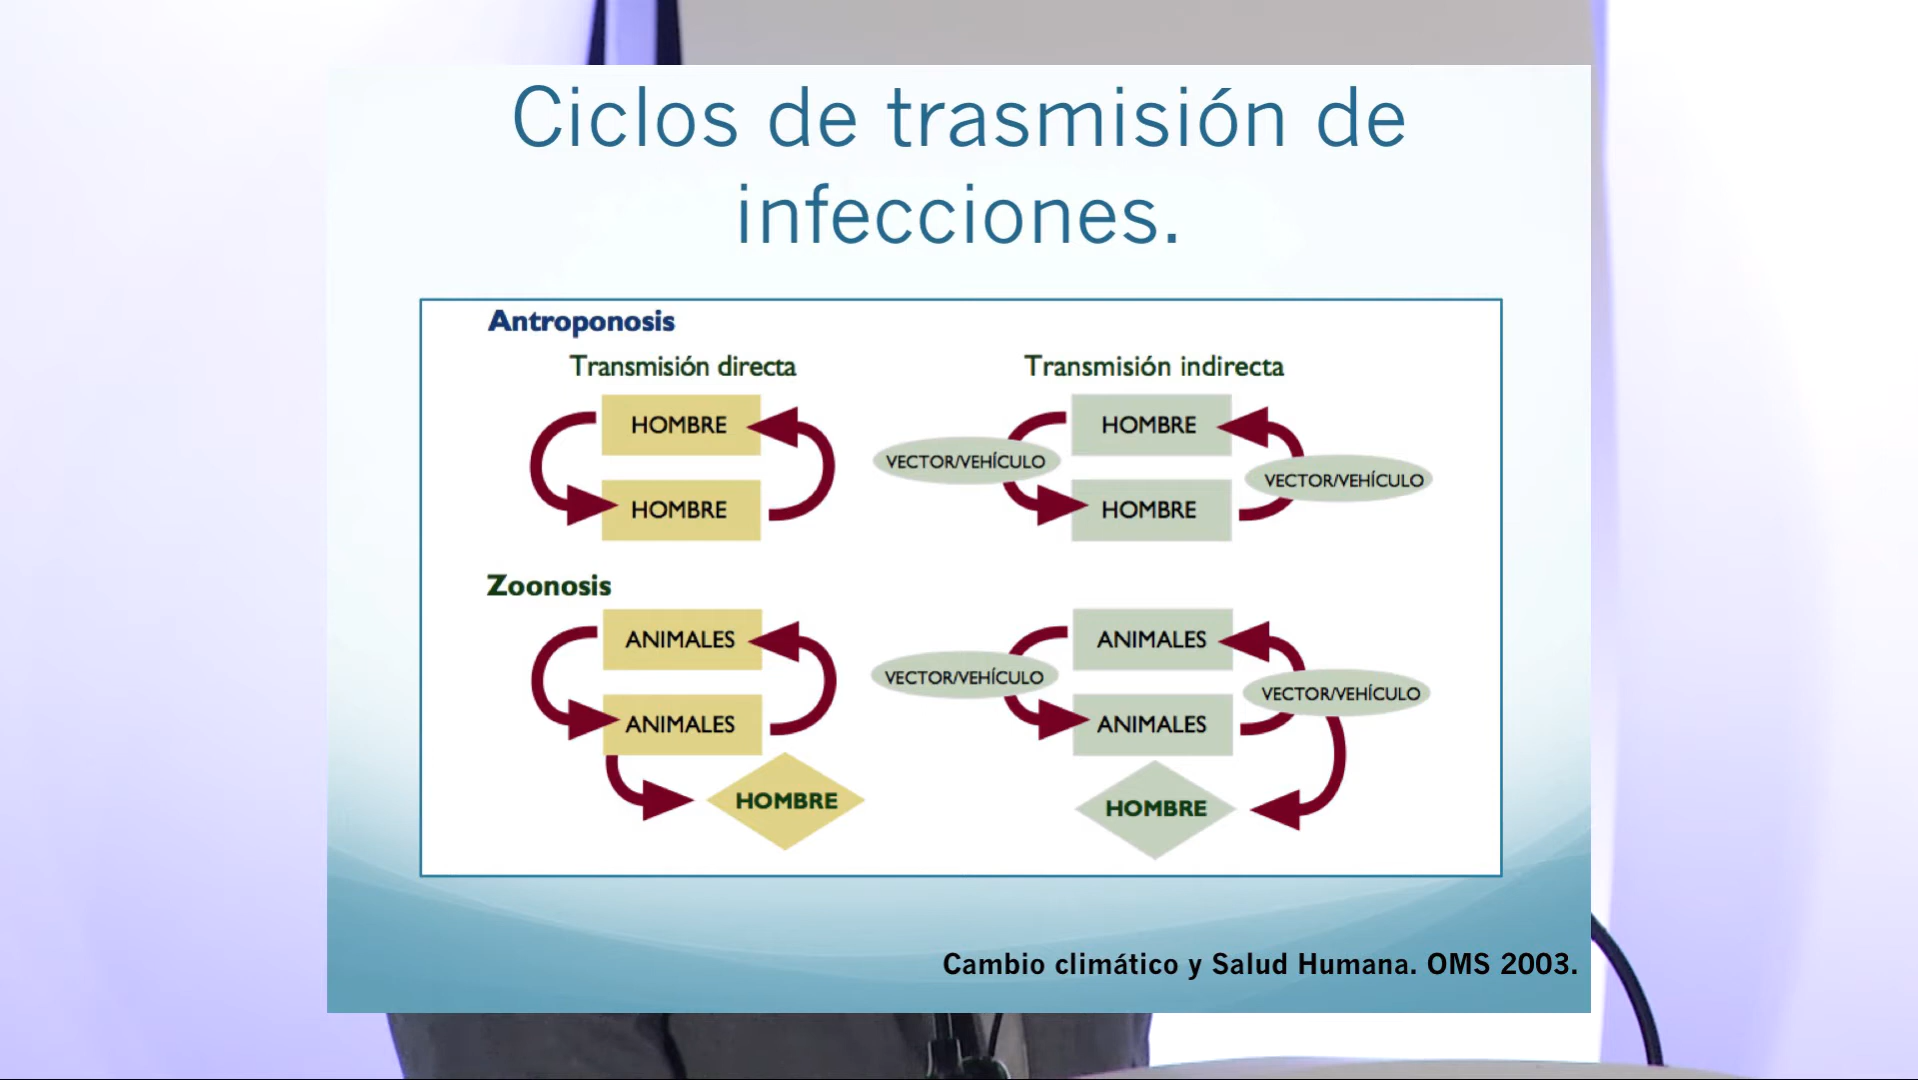 Ciclos de trasmisión de
infecciones.
Antroponosis
Transmisión directa
Transmisión indirecta
HOMBRE
HOMBRE
VECTOR/VEHÍCULO
VECTOR/VEHÍCULO
HOMBRE
HOMBRE
Zoonosis
ANIMALES
ANIMALES
VECTOR/VEHÍCULO
VECTOR/VEHÍCULO
ANIMALES
ANIMALES
HOMBRE
HOMBRE
Cambio climático y Salud Humana. OMS 2003.